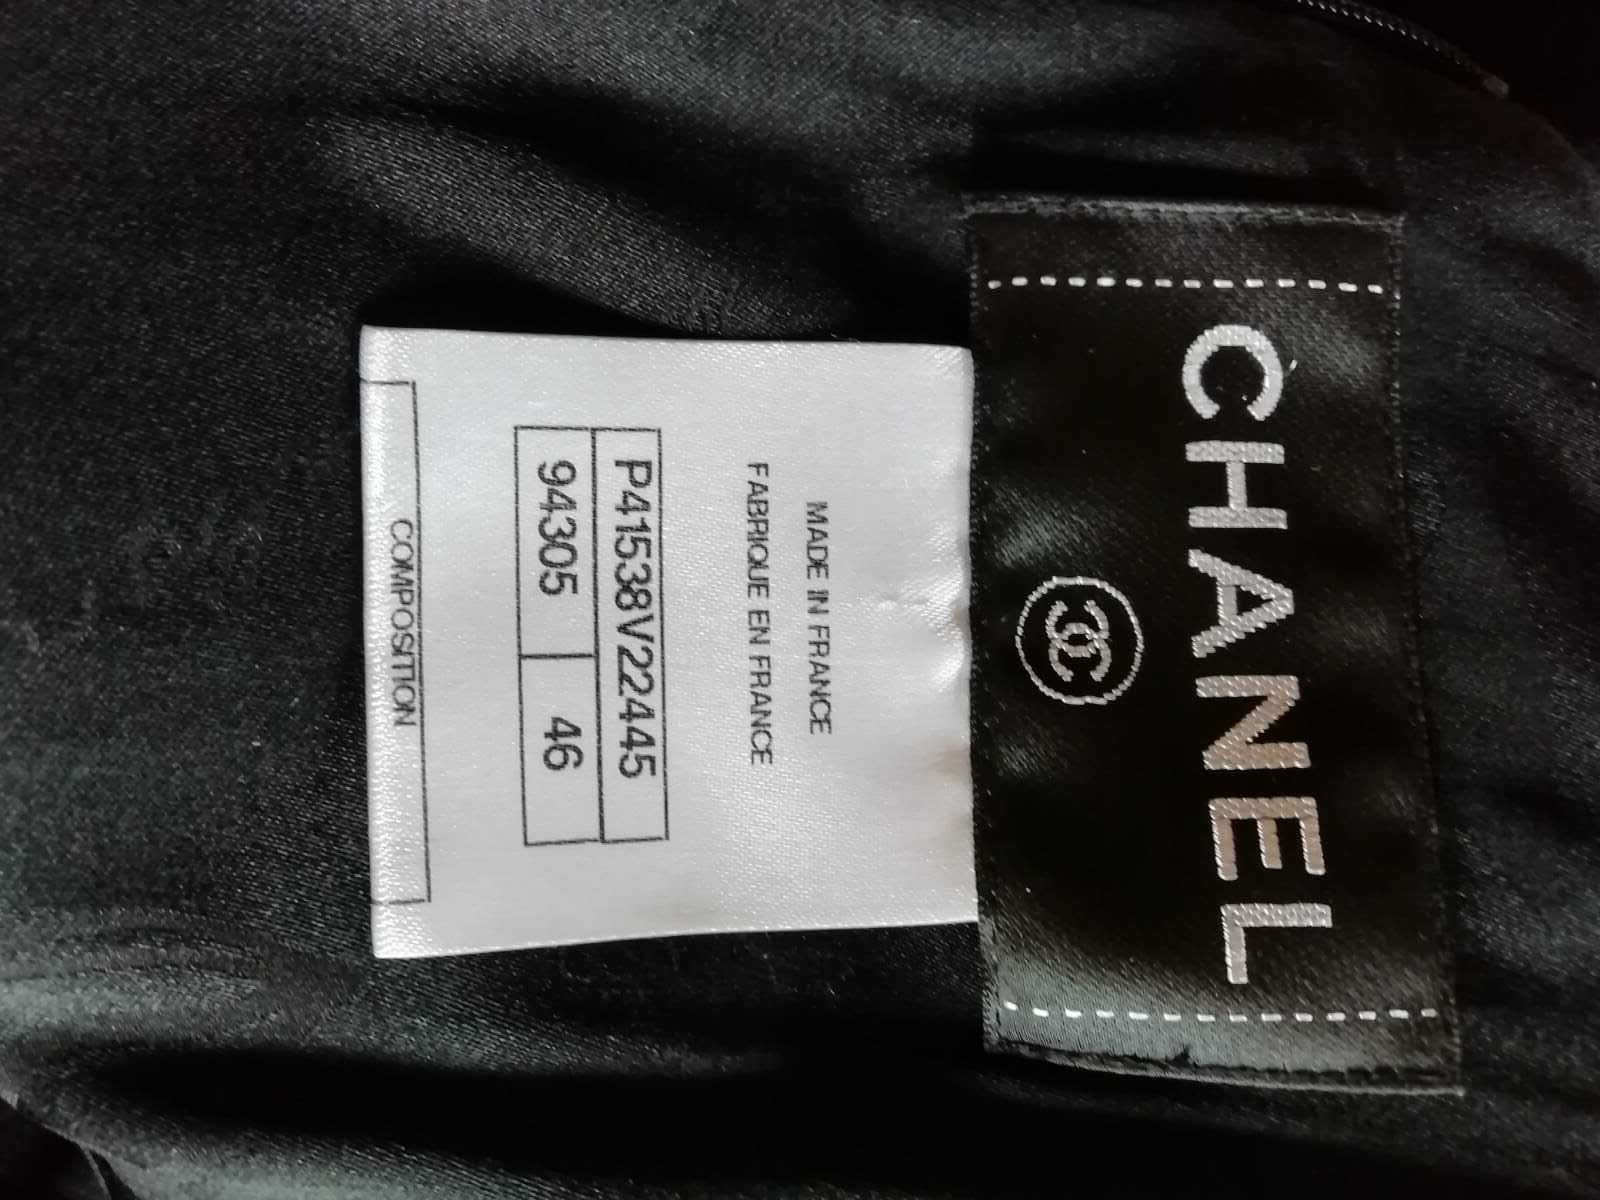 CHANEL
MADE IN FRANCE
FABRIQUE EN FRANCE
P41538V22445
94305 46
COMPOSITION